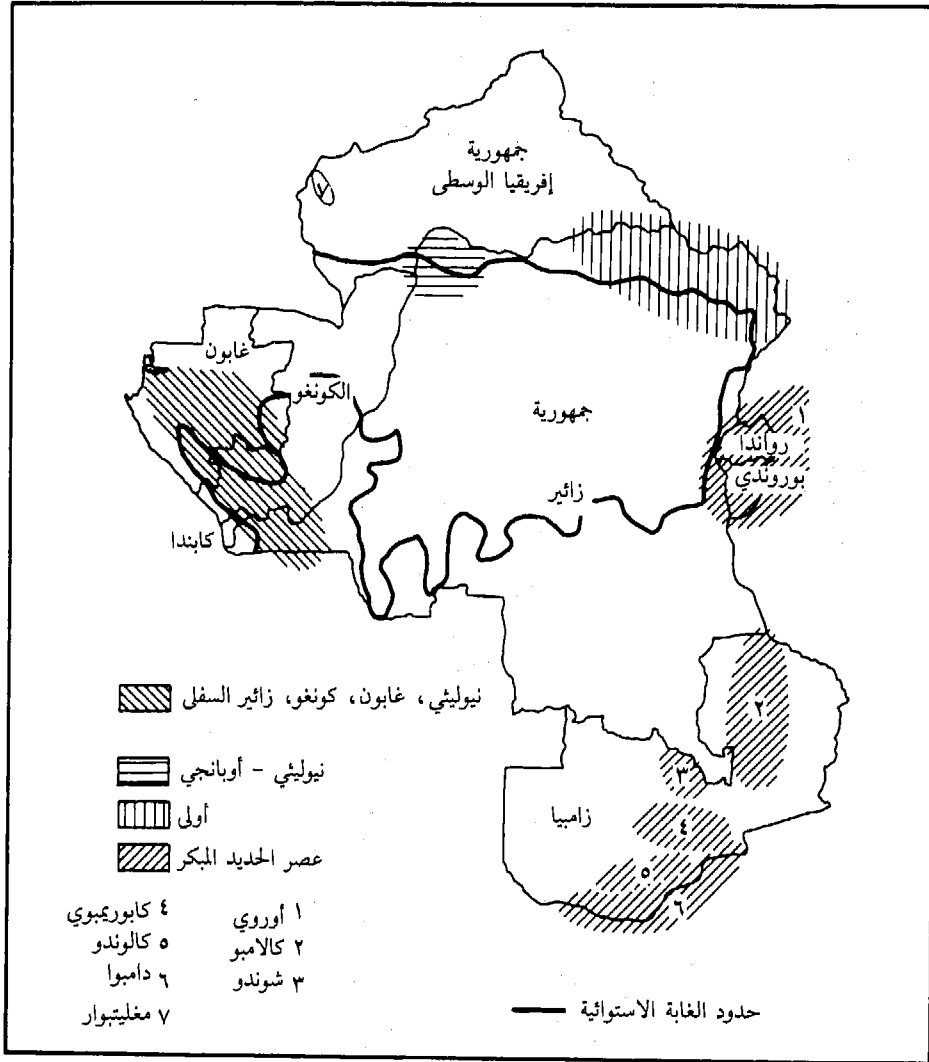 جمهورية
إفريقيا الوسطى
٧
غابون
الكونغو
جمهورية
زائير
١
رواندا
بوروندي
كابندا
٢
٣
زامبيا
٤
٥
٦
نيوليثي، غابون، كونغو، زائير السفلى
نيوليثي - أوبانجي
أولى
عصر الحديد المبكر
١ أوروي
٢ كالامبو
٣ شوندو
٤ كابوريمبوي
٥ كالوندو
٦ دامبوا
٧ مغليتبوار
حدود الغابة الاستوائية